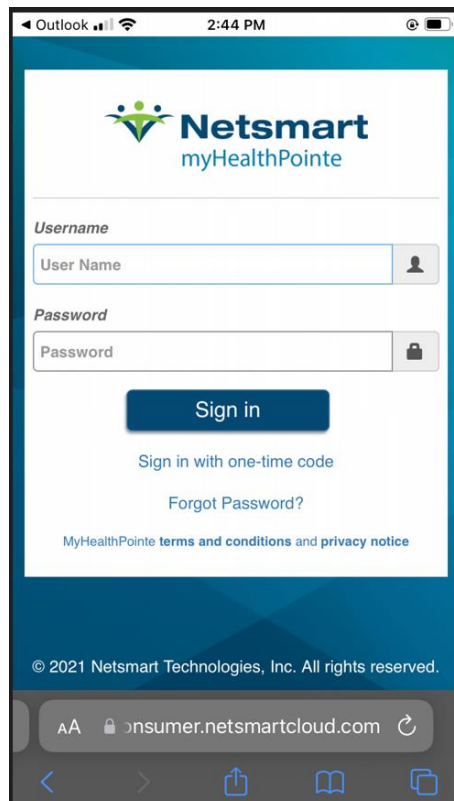 Outlook 2:44 PM
Netsmart
myHealthPointe
Username
User Name
Password
Password
Sign in
Sign in with one-time code
Forgot Password?
MyHealthPointe terms and conditions and privacy notice
© 2021 Netsmart Technologies, Inc. All rights reserved.
AA onsumer.netsmartcloud.com